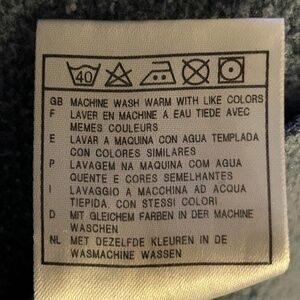 40
GB MACHINE WASH WARM WITH LIKE COLORS
F LAVER EN MACHINE A EAU TIEDE AVEC
MEMES COULEURS
E LAVAR A MAQUINA CON AGUA TEMPLADA
CON COLORES SIMILARES
P LAVAGEM NA MAQUINA COM AGUA
QUENTE E CORES SEMELHANTES
I LAVAGGIO A MACCHINA AD ACQUA
TIEPIDA, CON STESSI COLORI
D MIT GLEICHEM FARBEN IN DER MACHINE
WASCHEN
NL MET DEZELFDE KLEUREN IN DE
WASMACHINE WASSEN